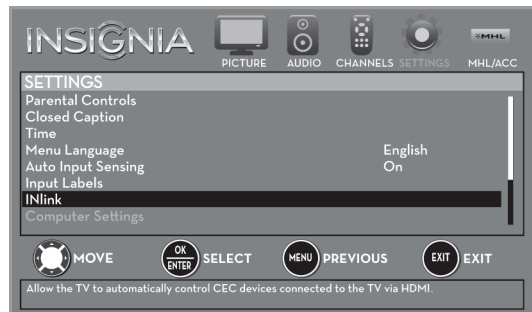 INSIGNIA
PICTURE AUDIO CHANNELS SETTINGS MHL MHL/ACC
SETTINGS
Parental Controls
Closed Caption
Time
Menu Language English
Auto Input Sensing On
Input Labels
INlink
Computer Settings
MOVE OK ENTER SELECT MENU PREVIOUS EXIT EXIT
Allow the TV to automatically control CEC devices connected to the TV via HDMI.